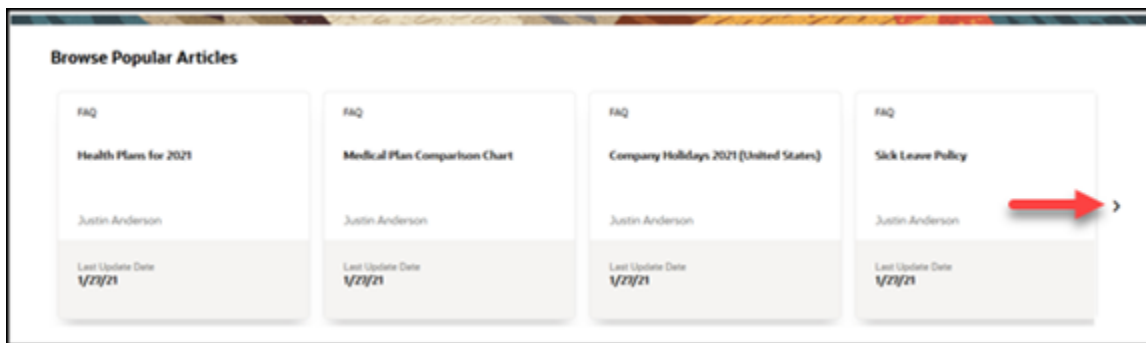 Browse Popular Articles
FAQ
Health Plans for 2021
Justin Anderson
Last Update Date
1/27/21
FAQ
Medical Plan Comparison Chart
Justin Anderson
Last Update Date
1/27/21
FAQ
Company Holidays 2021 (United States)
Justin Anderson
Last Update Date
1/27/21
FAQ
Sick Leave Policy
Justin Anderson
Last Update Date
1/27/21